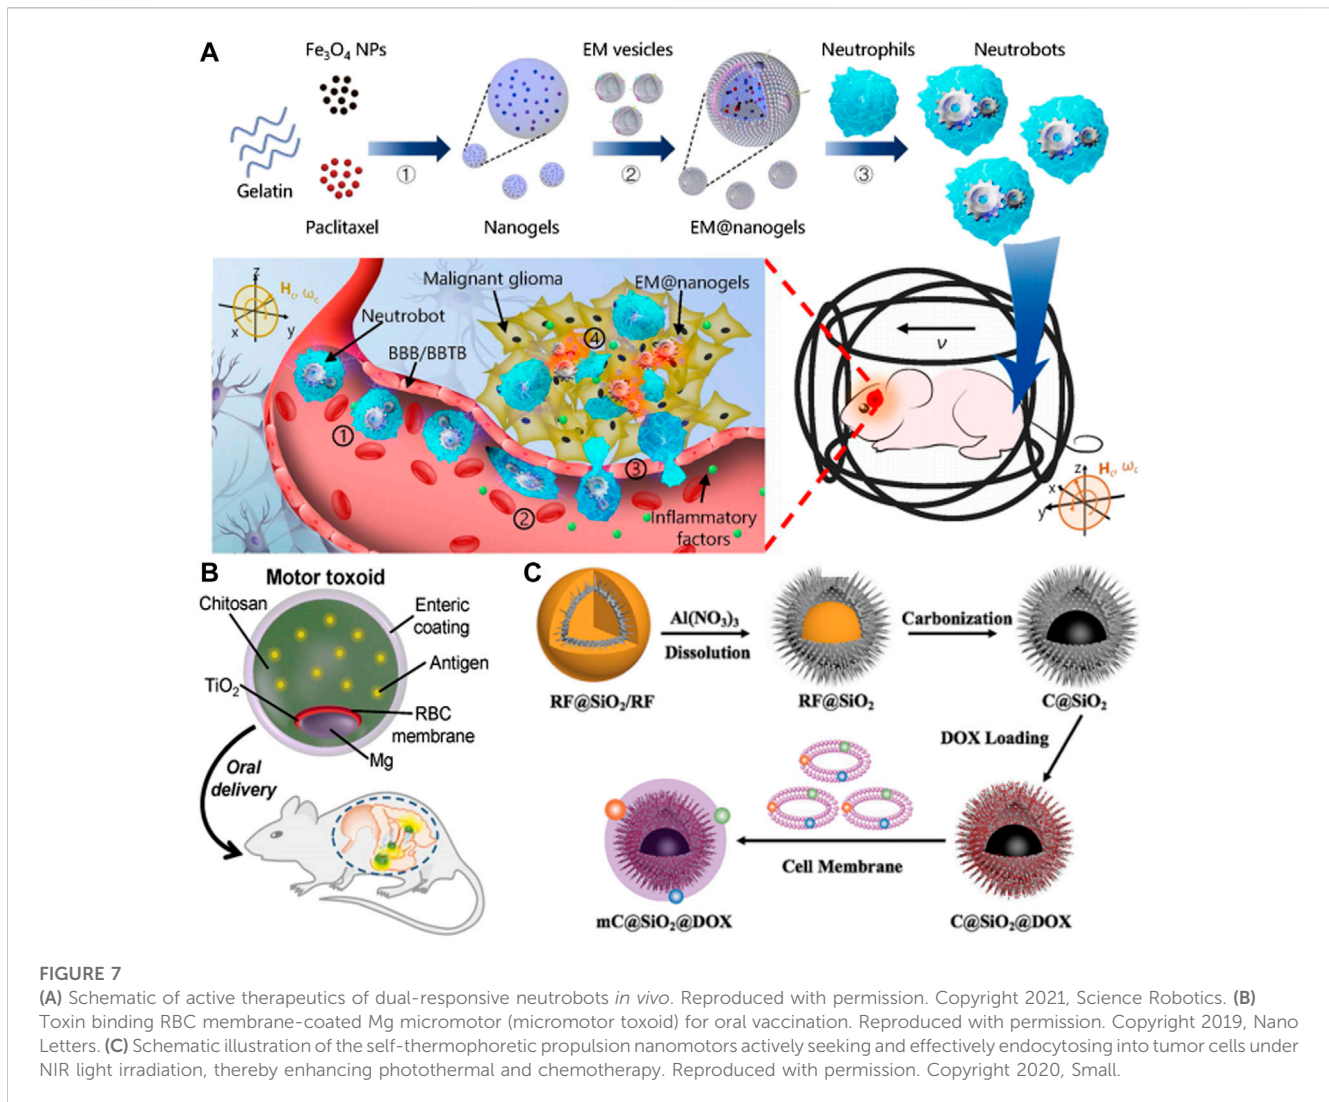 A
Fe₃O₄ NPs
EM vesicles
Neutrophils
Neutrobots
Gelatin
①
②
③
Paclitaxel
Nanogels
EM@nanogels
z
H꜀, ω꜀
x
y
Malignant glioma
EM@nanogels
Neutrobot
BBB/BBTB
①
②
③
④
Inflammatory
factors
v
z
H꜀, ω꜀
x
y
B
Motor toxoid
Chitosan
Enteric
coating
Antigen
TiO₂
RBC
membrane
Mg
Oral
delivery
C
Al(NO₃)₃
Dissolution
Carbonization
RF@SiO₂/RF
RF@SiO₂
C@SiO₂
DOX Loading
Cell Membrane
mC@SiO₂@DOX
C@SiO₂@DOX
FIGURE 7
(A) Schematic of active therapeutics of dual-responsive neutrobots in vivo. Reproduced with permission. Copyright 2021, Science Robotics. (B)
Toxin binding RBC membrane-coated Mg micromotor (micromotor toxoid) for oral vaccination. Reproduced with permission. Copyright 2019, Nano
Letters. (C) Schematic illustration of the self-thermophoretic propulsion nanomotors actively seeking and effectively endocytosing into tumor cells under
NIR light irradiation, thereby enhancing photothermal and chemotherapy. Reproduced with permission. Copyright 2020, Small.